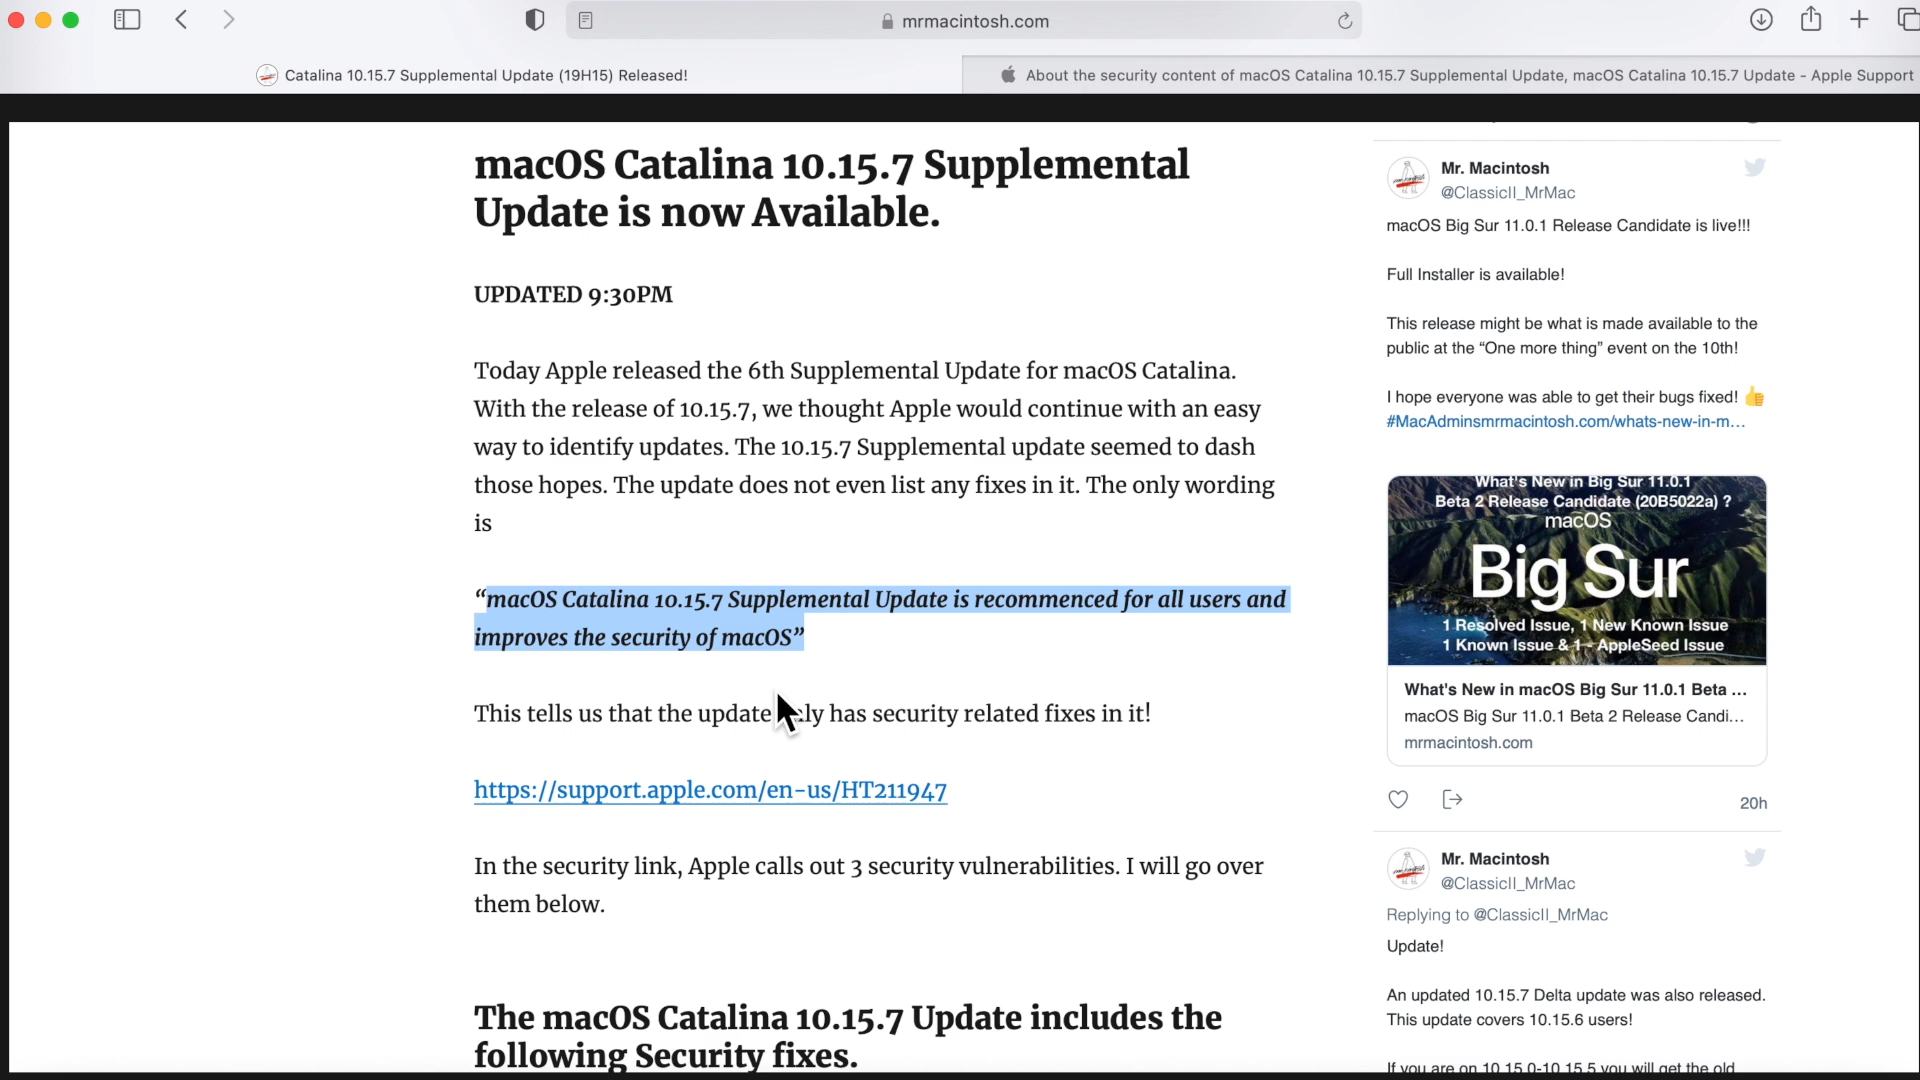 mrmacintosh.com
Catalina 10.15.7 Supplemental Update (19H15) Released!
About the security content of macOS Catalina 10.15.7 Supplemental Update, macOS Catalina 10.15.7 Update - Apple Support
macOS Catalina 10.15.7 Supplemental
Update is now Available.
UPDATED 9:30PM
Today Apple released the 6th Supplemental Update for macOS Catalina.
With the release of 10.15.7, we thought Apple would continue with an easy
way to identify updates. The 10.15.7 Supplemental update seemed to dash
those hopes. The update does not even list any fixes in it. The only wording
is
“macOS Catalina 10.15.7 Supplemental Update is recommenced for all users and
improves the security of macOS”
This tells us that the update has security related fixes in it!
https://support.apple.com/en-us/HT211947
In the security link, Apple calls out 3 security vulnerabilities. I will go over
them below.
The macOS Catalina 10.15.7 Update includes the
following Security fixes.
Mr. Macintosh
@ClassicII_MrMac
macOS Big Sur 11.0.1 Release Candidate is live!!!
Full Installer is available!
This release might be what is made available to the
public at the “One more thing” event on the 10th!
I hope everyone was able to get their bugs fixed! 👍
#MacAdminsmrmacintosh.com/whats-new-in-m…
What's New in Big Sur 11.0.1
Beta 2 Release Candidate (20B5022a) ?
macOS
Big Sur
1 Resolved Issue, 1 New Known Issue
1 Known Issue & 1 - AppleSeed Issue
What's New in macOS Big Sur 11.0.1 Beta ...
macOS Big Sur 11.0.1 Beta 2 Release Candi...
mrmacintosh.com
20h
Mr. Macintosh
@ClassicII_MrMac
Replying to @ClassicII_MrMac
Update!
An updated 10.15.7 Delta update was also released.
This update covers 10.15.6 users!
If you are on 10.15.0-10.15.5 you will get the old